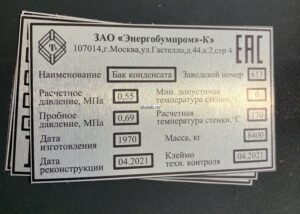 ЗАО «Энергобумпром»-К»
107014,г.Москва,ул.Гастелло,д.44,к.2,стр 4
ЕАС
Наименование Бак конденсата Заводской номер 613
Расчетное давление, МПа 0,55 Мин. допустимая температура стенки,°С 0
Пробное давление, МПа 0,69 Расчетная температура стенки,°С 170
Дата изготовления 1970 Масса, кг 8400
Дата реконструкции 04.2021 Клеймо техн. контроля 04.2021